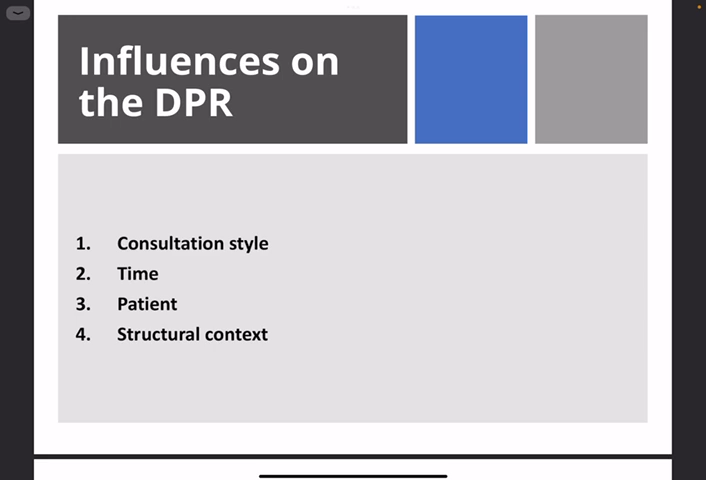 Influences on
the DPR
1. Consultation style
2. Time
3. Patient
4. Structural context